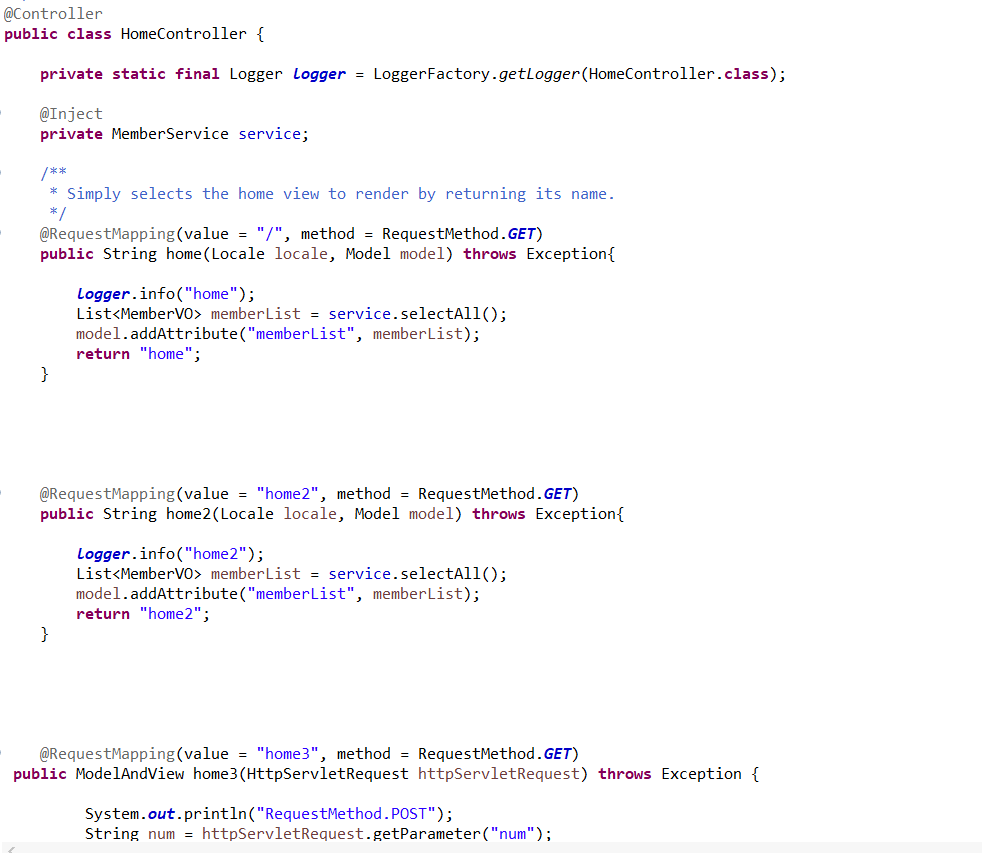 @Controller
public class HomeController {
private static final Logger logger = LoggerFactory.getLogger(HomeController.class);
@Inject
private MemberService service;
/**
* Simply selects the home view to render by returning its name.
*/
@RequestMapping(value = "/", method = RequestMethod.GET)
public String home(Locale locale, Model model) throws Exception{
logger.info("home");
List<MemberVO> memberList = service.selectAll();
model.addAttribute("memberList", memberList);
return "home";
}
@RequestMapping(value = "home2", method = RequestMethod.GET)
public String home2(Locale locale, Model model) throws Exception{
logger.info("home2");
List<MemberVO> memberList = service.selectAll();
model.addAttribute("memberList", memberList);
return "home2";
}
@RequestMapping(value = "home3", method = RequestMethod.GET)
public ModelAndView home3(HttpServletRequest httpServletRequest) throws Exception {
System.out.println("RequestMethod.POST");
String num = httpServletRequest.getParameter("num");